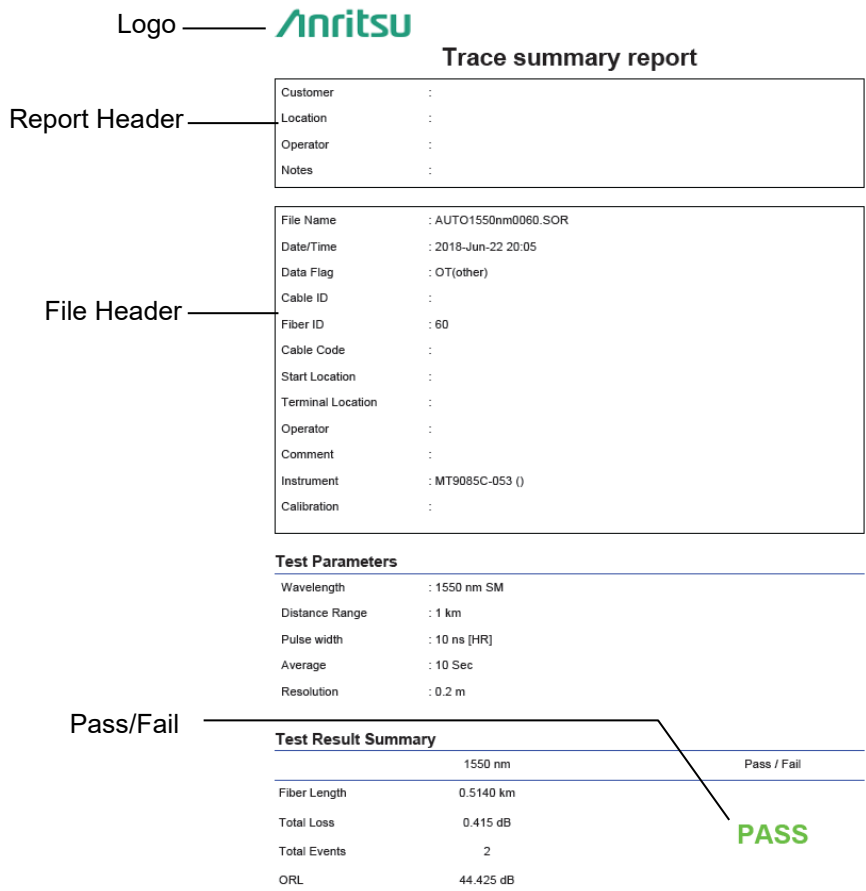 Logo
Anritsu
Trace summary report
Report Header
Customer :
Location :
Operator :
Notes :
File Header
File Name : AUTO1550nm0060.SOR
Date/Time : 2018-Jun-22 20:05
Data Flag : OT(other)
Cable ID :
Fiber ID : 60
Cable Code :
Start Location :
Terminal Location :
Operator :
Comment :
Instrument : MT9085C-053 ()
Calibration :
Test Parameters
Wavelength : 1550 nm SM
Distance Range : 1 km
Pulse width : 10 ns [HR]
Average : 10 Sec
Resolution : 0.2 m
Pass/Fail
Test Result Summary
1550 nm Pass / Fail
Fiber Length 0.5140 km
Total Loss 0.415 dB
PASS
Total Events 2
ORL 44.425 dB